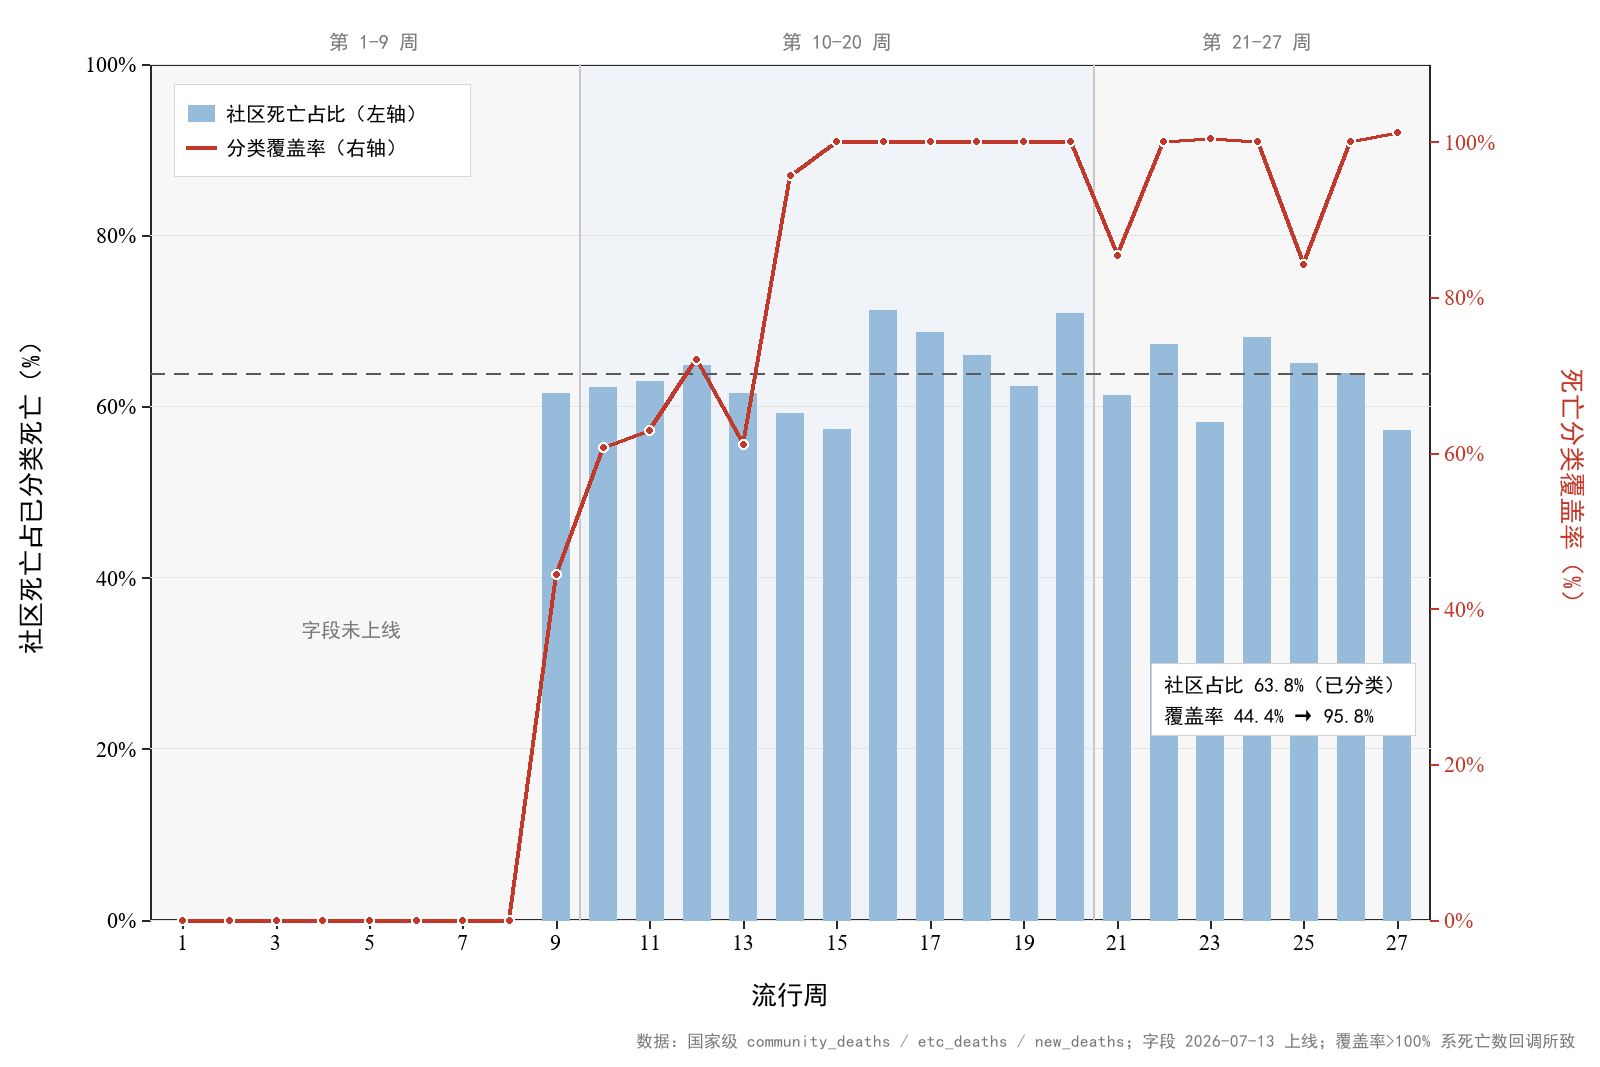 第 1-9 周
第 10-20 周
第 21-27 周
社区死亡占比（左轴）
分类覆盖率（右轴）
社区死亡占已分类死亡（%）
100%
80%
60%
40%
20%
0%
死亡分类覆盖率（%）
100%
80%
60%
40%
20%
0%
字段未上线
社区占比 63.8%（已分类）
覆盖率 44.4% → 95.8%
1 3 5 7 9 11 13 15 17 19 21 23 25 27
流行周
数据：国家级 community_deaths / etc_deaths / new_deaths；字段 2026-07-13 上线；覆盖率>100% 系死亡数回调所致